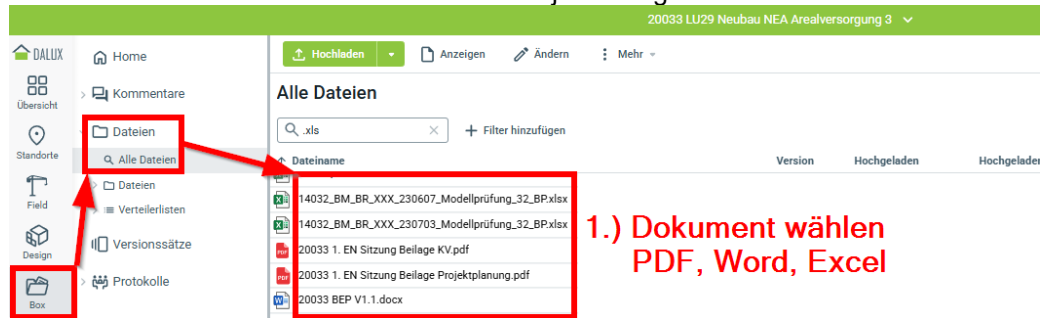 20033 LU29 Neubau NEA Arealversorgung 3
DALUX
Home
Hochladen
Anzeigen
Ändern
Mehr
Übersicht
Kommentare
Alle Dateien
Dateien
.xls
+ Filter hinzufügen
Standorte
Alle Dateien
Dateiname
Version
Hochgeladen
Hochgeladen
Dateien
14032_BM_BR_XXX_230607_Modellprüfung_32_BP.xlsx
Field
Verteilerlisten
14032_BM_BR_XXX_230703_Modellprüfung_32_BP.xlsx
1.) Dokument wählen
PDF, Word, Excel
Design
Versionssätze
20033 1. EN Sitzung Beilage KV.pdf
20033 1. EN Sitzung Beilage Projektplanung.pdf
Protokolle
Box
20033 BEP V1.1.docx